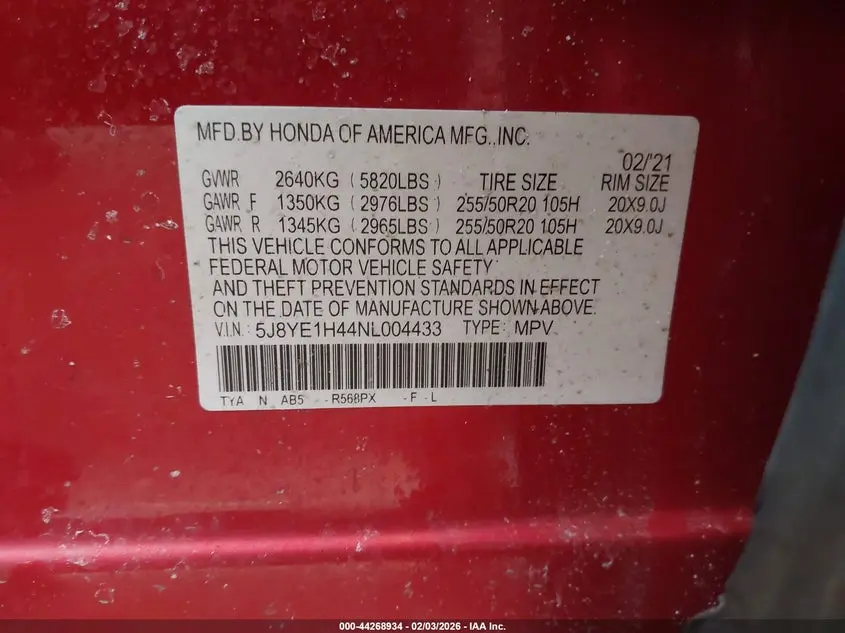 MFD.BY HONDA OF AMERICA MFG.,INC.
02/'21
GVWR 2640KG ( 5820LBS ) TIRE SIZE RIM SIZE
GAWR F 1350KG ( 2976LBS ) 255/50R20 105H 20X9.0J
GAWR R 1345KG ( 2965LBS ) 255/50R20 105H 20X9.0J
THIS VEHICLE CONFORMS TO ALL APPLICABLE
FEDERAL MOTOR VEHICLE SAFETY
AND THEFT PREVENTION STANDARDS IN EFFECT
ON THE DATE OF MANUFACTURE SHOWN ABOVE.
V.I.N.: 5J8YE1H44NL004433 TYPE: MPV
TYA N AB5 --R568PX -F -L
000-44268934 | 02/03/2026 - IAA Inc.